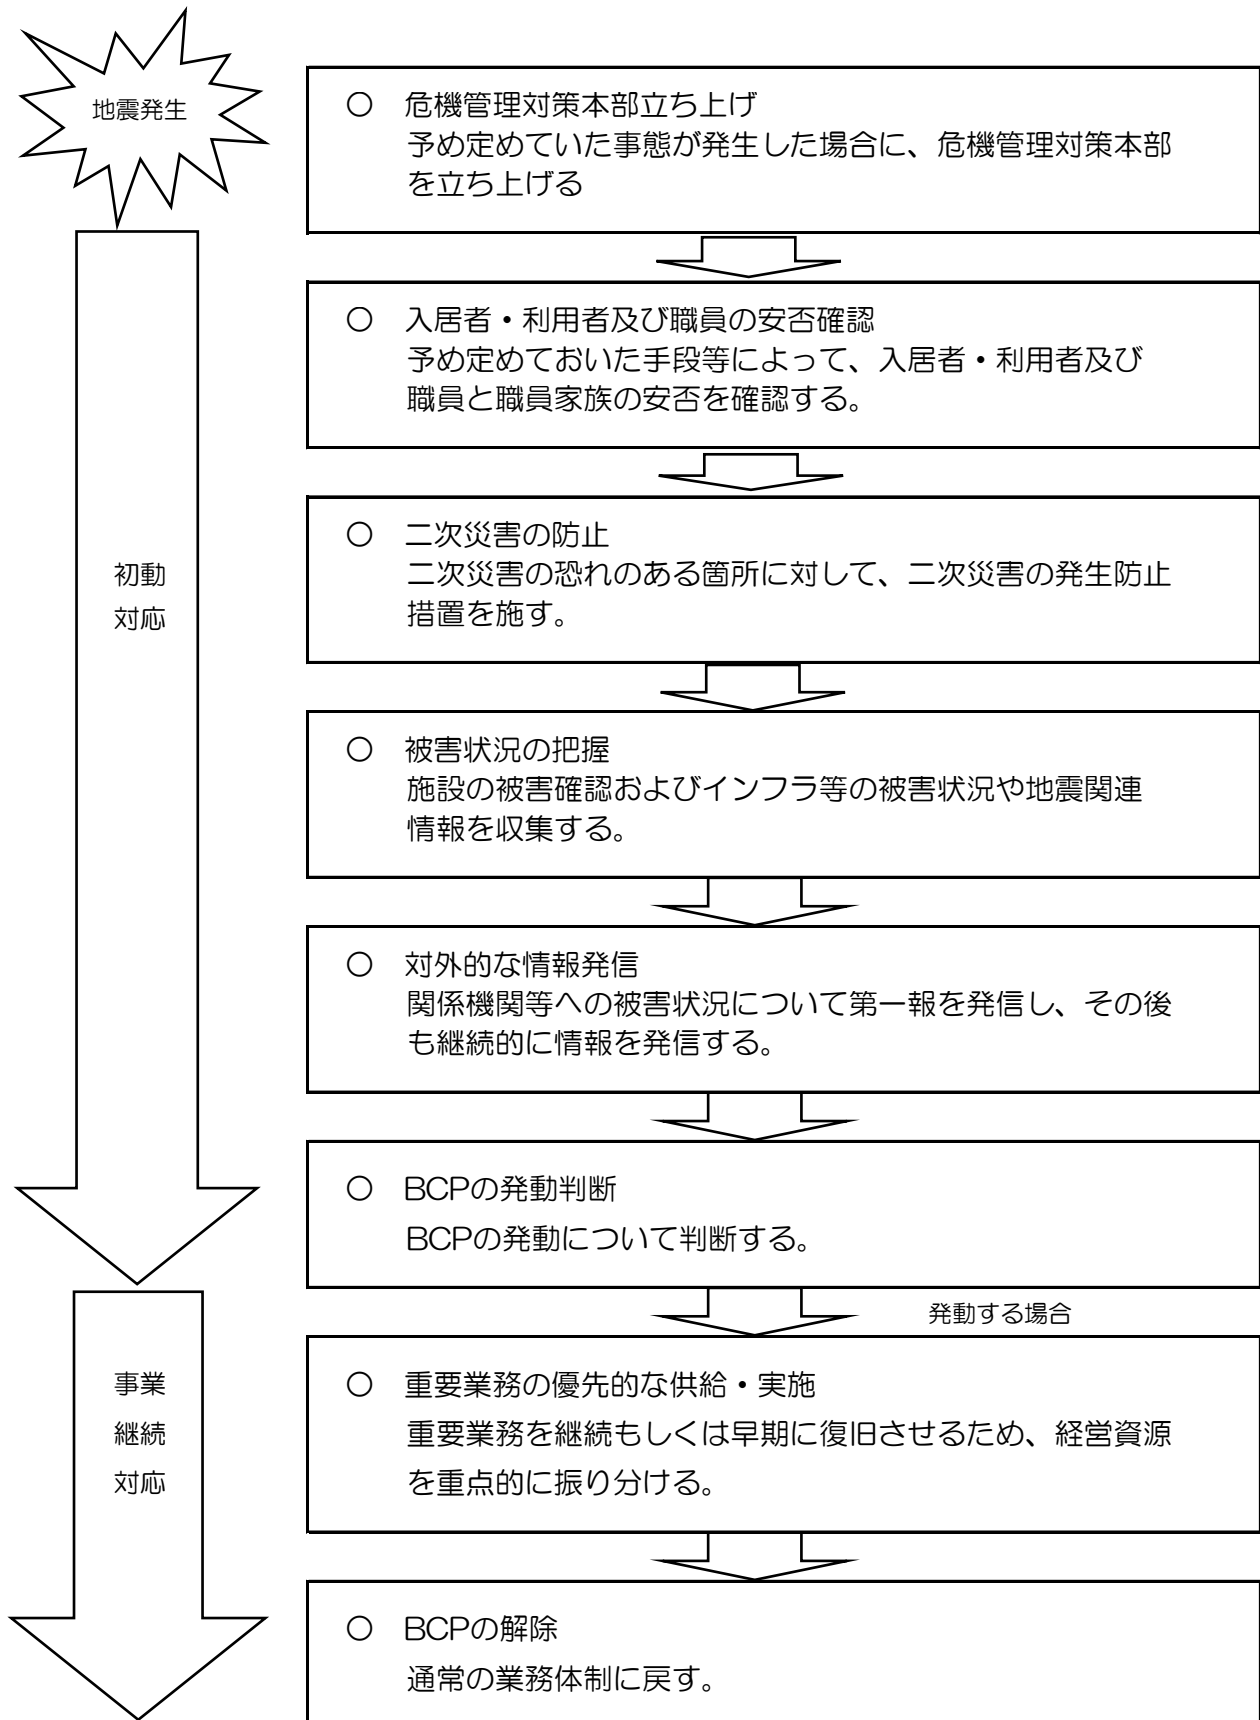 地震発生
○ 危機管理対策本部立ち上げ
予め定めていた事態が発生した場合に、危機管理対策本部
を立ち上げる
○ 入居者・利用者及び職員の安否確認
予め定めておいた手段等によって、入居者・利用者及び
職員と職員家族の安否を確認する。
○ 二次災害の防止
二次災害の恐れのある箇所に対して、二次災害の発生防止
措置を施す。
初動
対応
○ 被害状況の把握
施設の被害確認およびインフラ等の被害状況や地震関連
情報を収集する。
○ 対外的な情報発信
関係機関等への被害状況について第一報を発信し、その後
も継続的に情報を発信する。
○ BCPの発動判断
BCPの発動について判断する。
発動する場合
事業
継続
対応
○ 重要業務の優先的な供給・実施
重要業務を継続もしくは早期に復旧させるため、経営資源
を重点的に振り分ける。
○ BCPの解除
通常の業務体制に戻す。